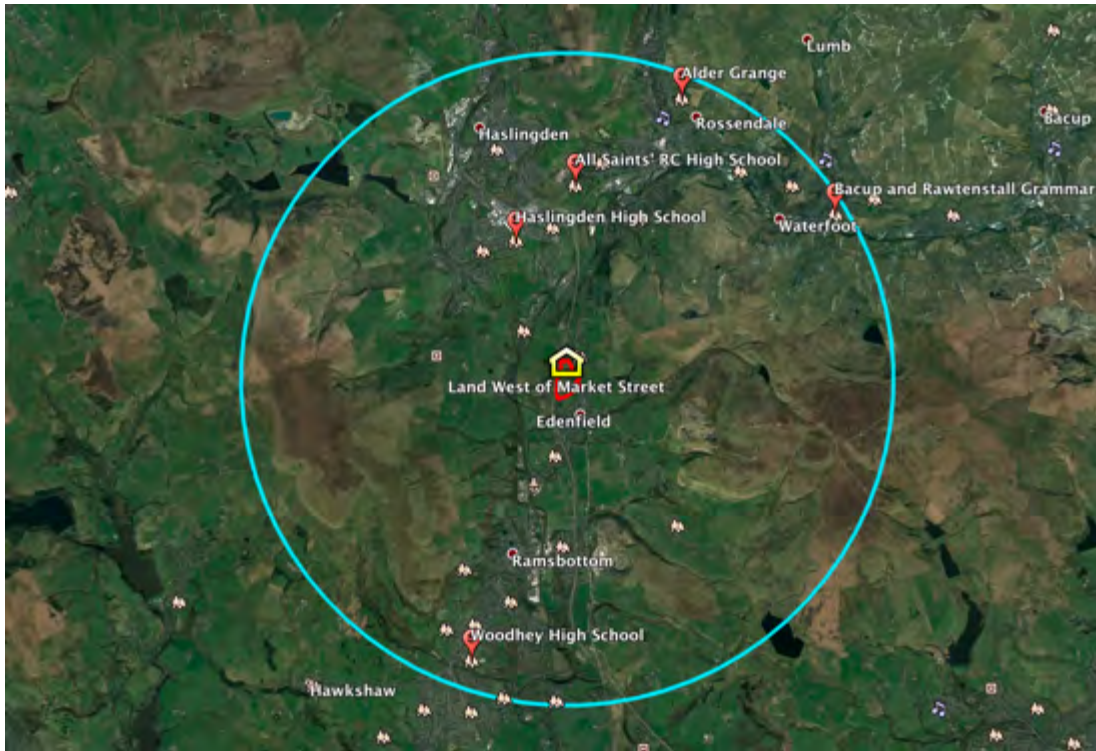 Lumb
Alder Grange
Rossendale
Bacup
Haslingden
All Saints' RC High School
Bacup and Rawtenstall Grammar
Haslingden High School
Waterfoot
Land West of Market Street
Edenfield
Ramsbottom
Woodhey High School
Hawkshaw